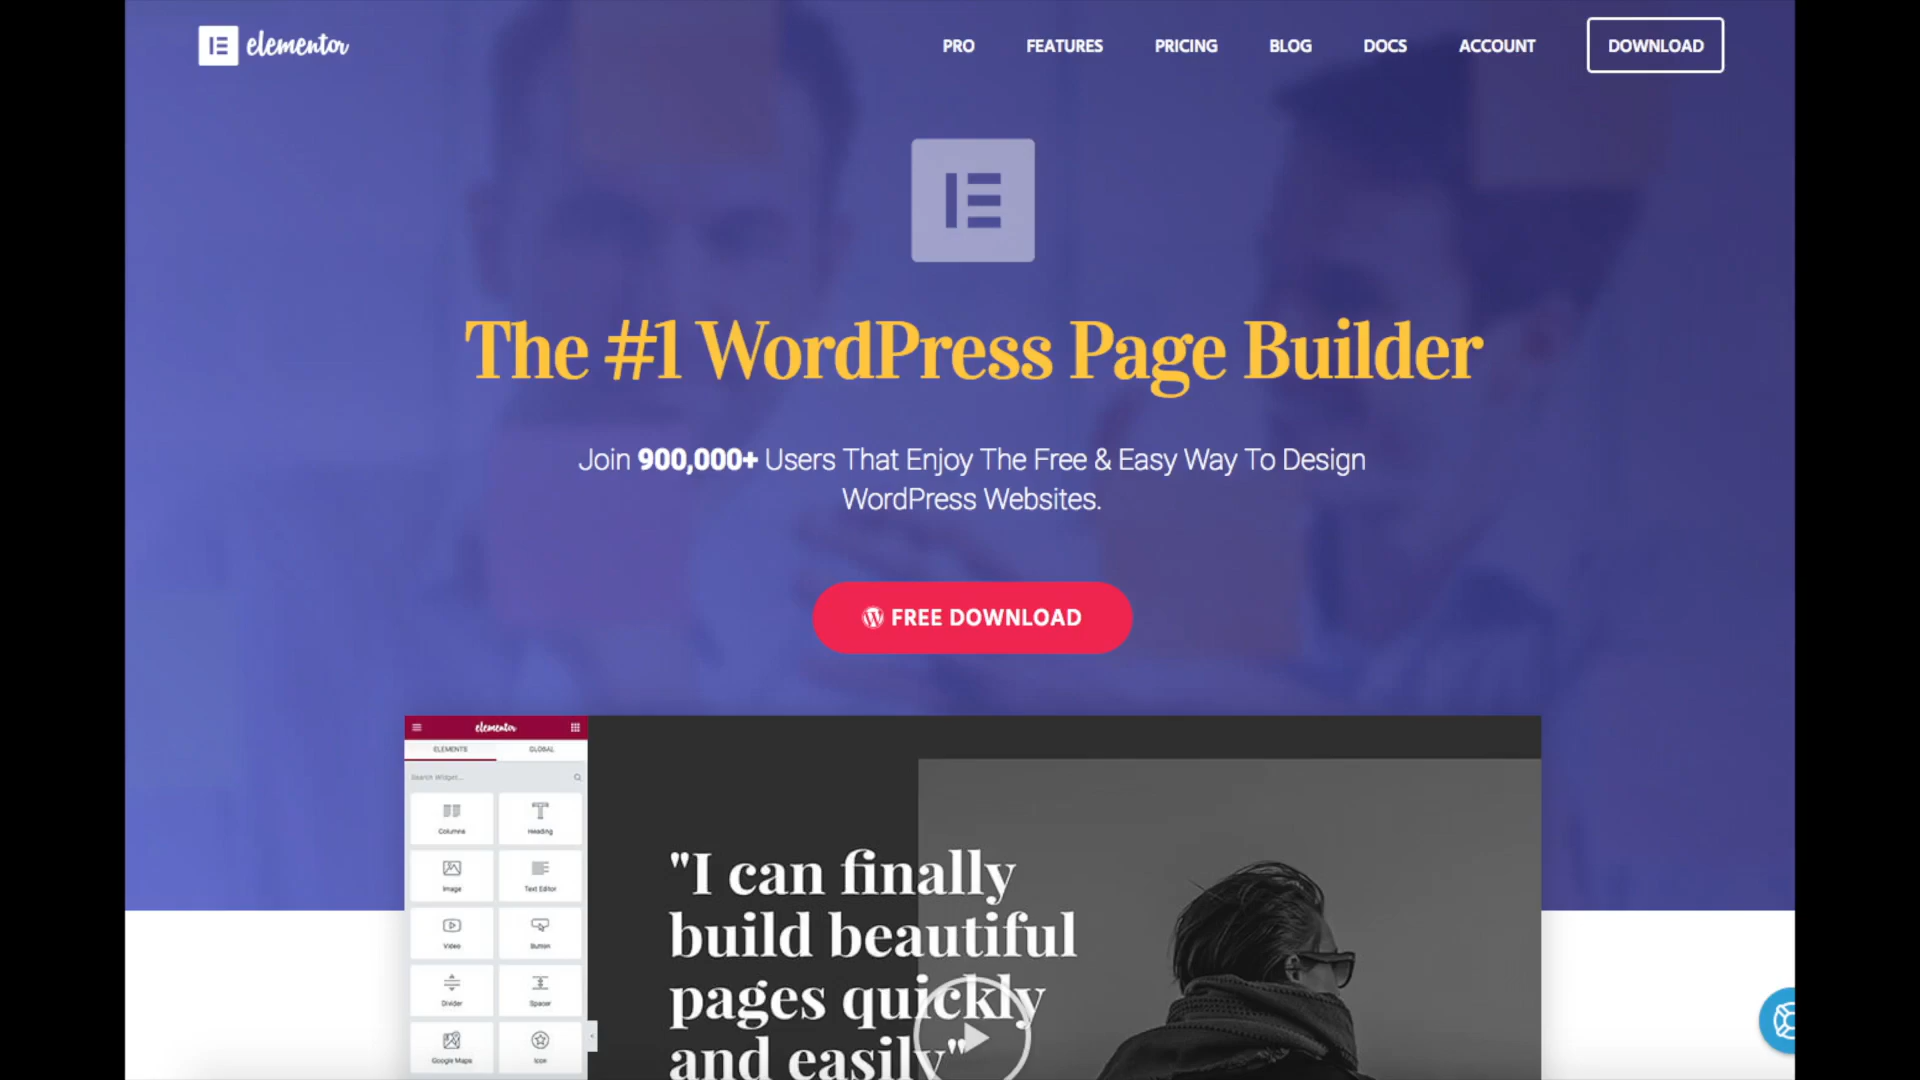 elementor
PRO FEATURES PRICING BLOG DOCS ACCOUNT DOWNLOAD
The #1 WordPress Page Builder
Join 900,000+ Users That Enjoy The Free & Easy Way To Design
WordPress Websites.
FREE DOWNLOAD
elementor
ELEMENTS GLOBAL
Search Widget...
Columns Heading
Image Text Editor
Video Button
Divider Spacer
Google Maps Icon
"I can finally
build beautiful
pages quickly
and easily"